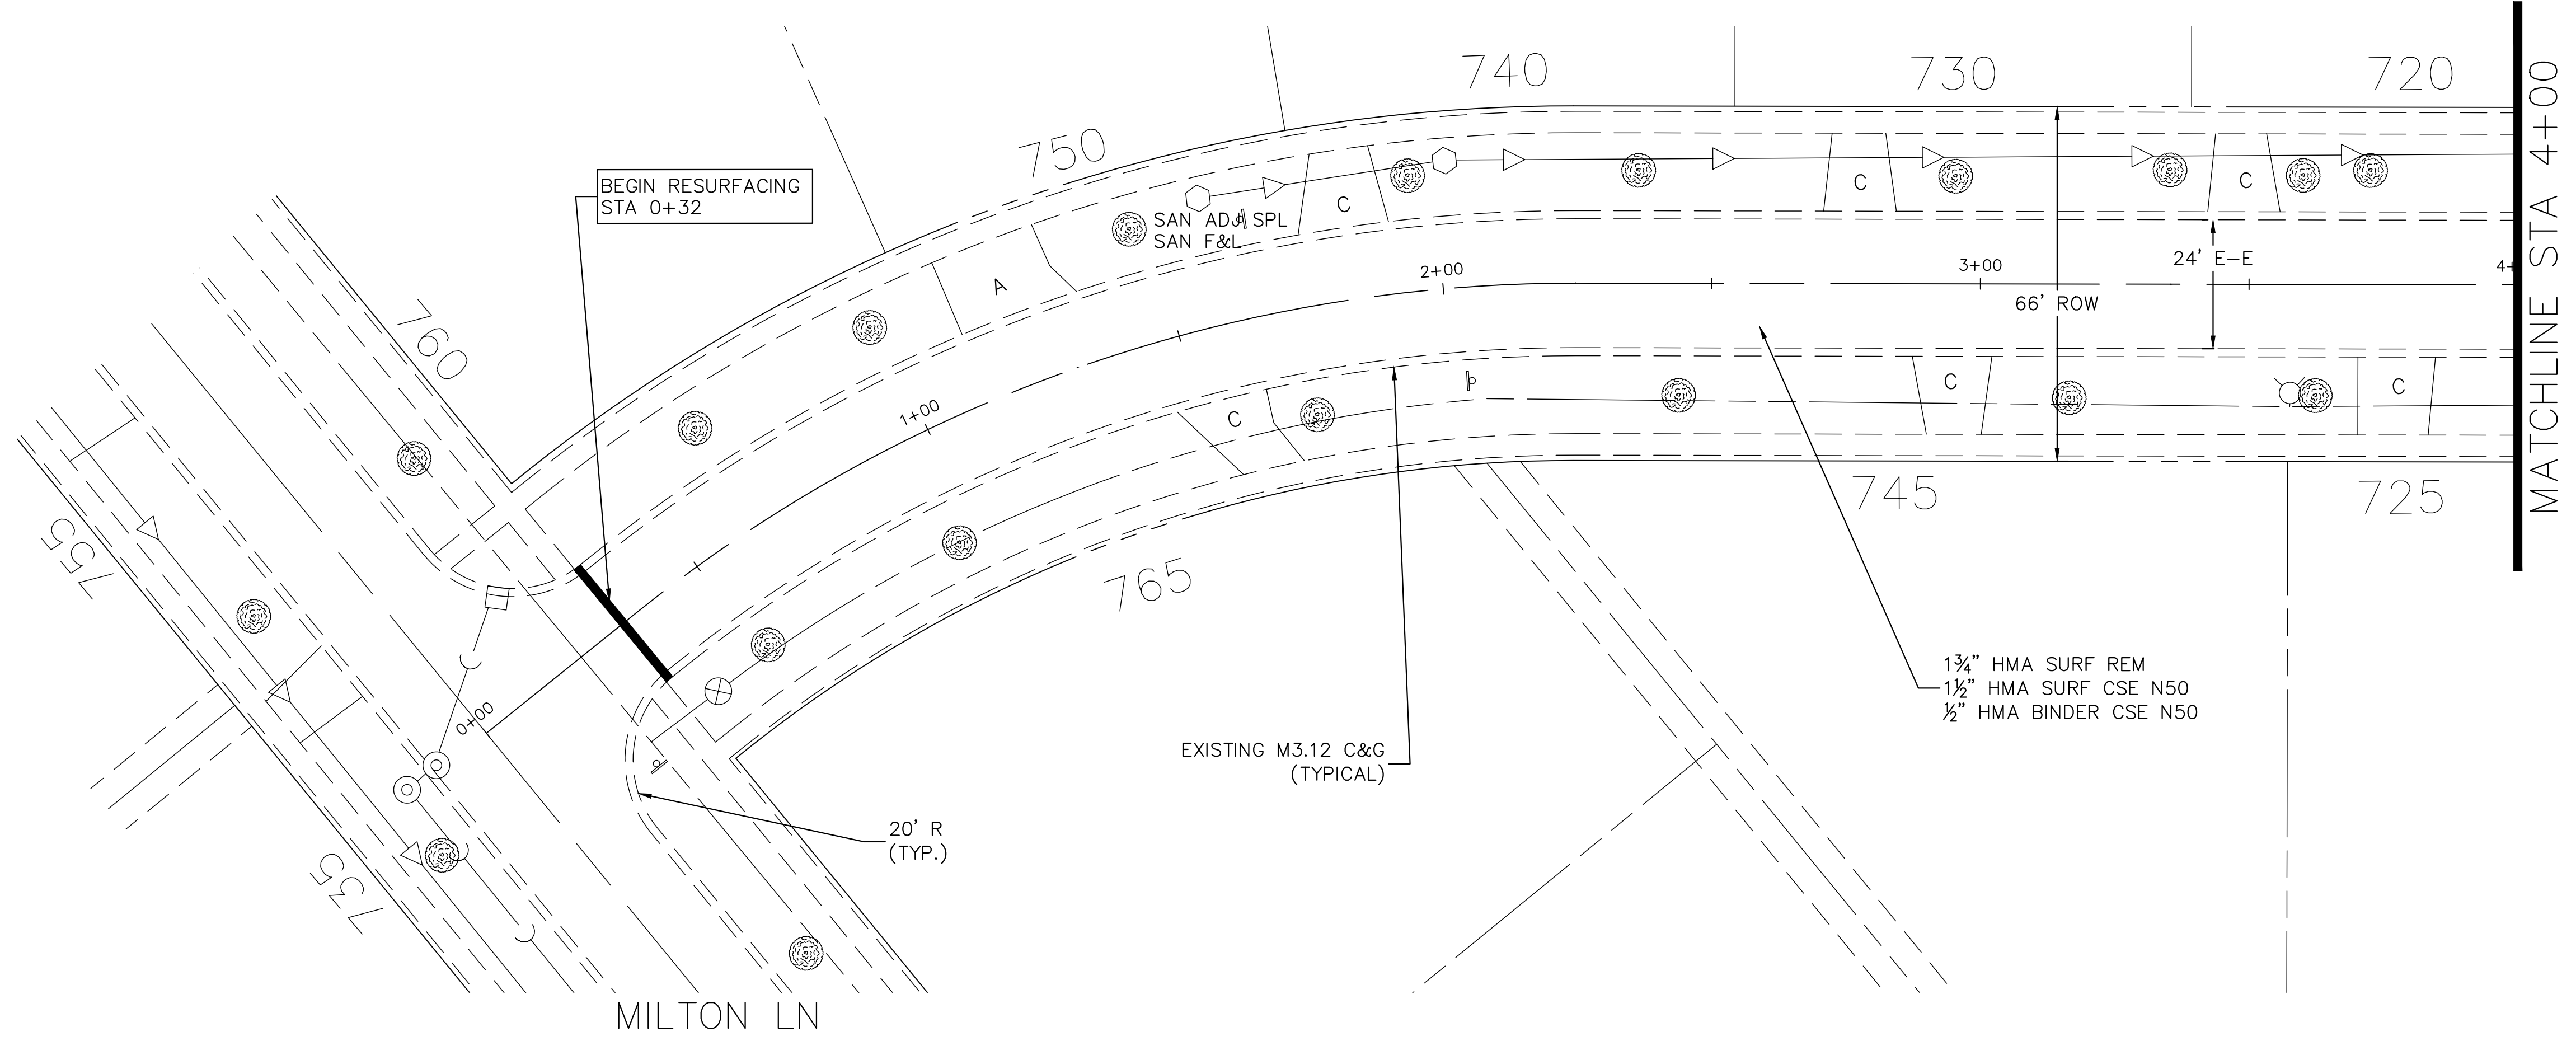 740
730
720
750
BEGIN RESURFACING
STA 0+32
C
C
C
SAN ADJ SPL
SAN F&L
A
760
2+00
3+00
24' E-E
4+
66' ROW
MATCHLINE STA 4+00
1+00
C
C
C
745
725
755
765
0+00
1¾" HMA SURF REM
1½" HMA SURF CSE N50
½" HMA BINDER CSE N50
EXISTING M3.12 C&G
(TYPICAL)
20' R
(TYP.)
735
MILTON LN